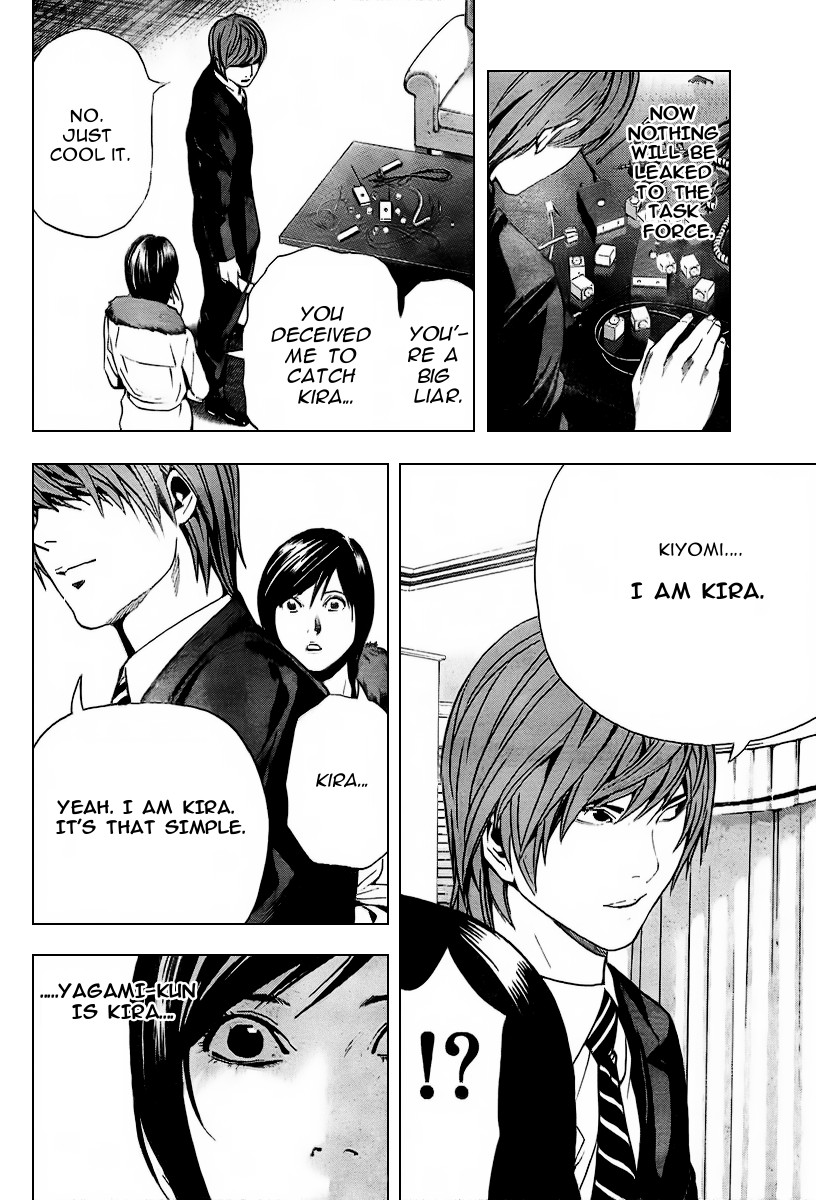 NOW
NOTHING
WILL BE
LEAKED
TO THE
TASK
FORCE.
YOU'-
RE A
BIG
LIAR.
YOU
DECEIVED
ME TO
CATCH
KIRA...
NO.
JUST
COOL IT.
KIYOMI....
I AM KIRA.
!?
KIRA...
YEAH. I AM KIRA.
IT'S THAT SIMPLE.
.....YAGAMI-KUN
IS KIRA....